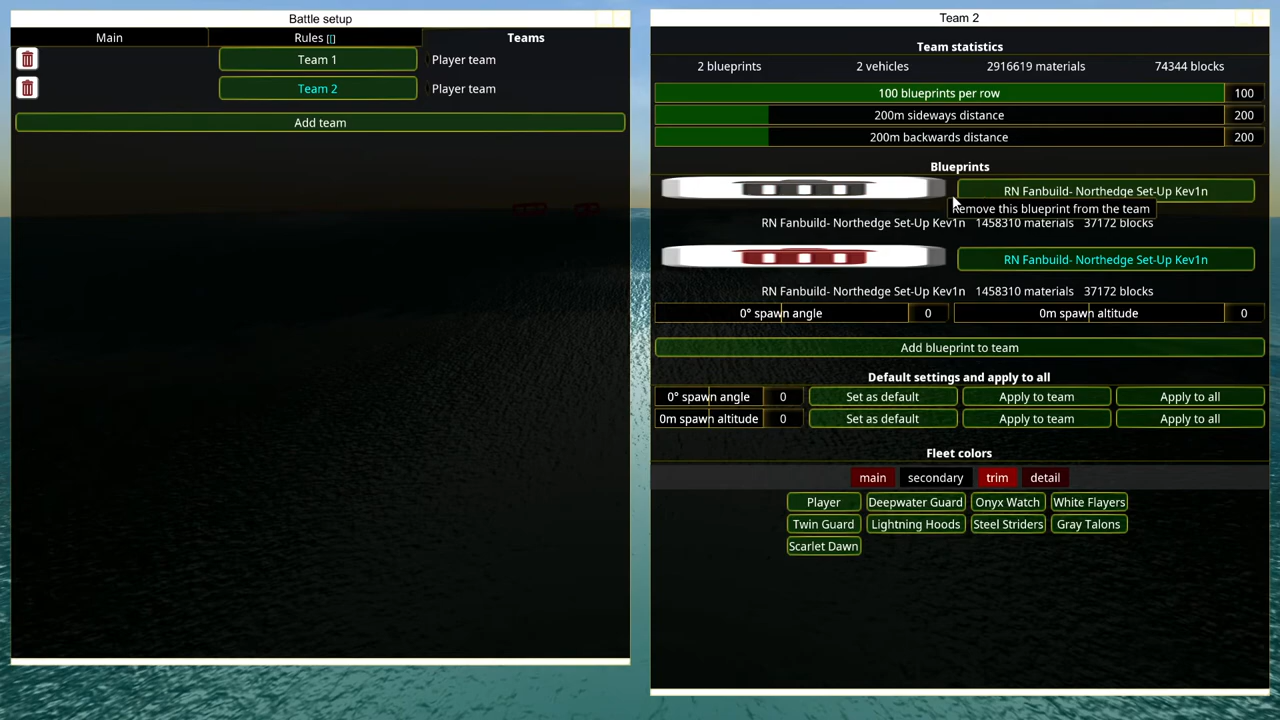 Battle setup
Main
Rules []
Teams
Team 1
Player team
Team 2
Player team
Add team
Team 2
Team statistics
2 blueprints
2 vehicles
2916619 materials
74344 blocks
100 blueprints per row
100
200m sideways distance
200
200m backwards distance
200
Blueprints
RN Fanbuild- Northedge Set-Up Kev1n
Remove this blueprint from the team
RN Fanbuild- Northedge Set-Up Kev1n 1458310 materials 37172 blocks
RN Fanbuild- Northedge Set-Up Kev1n
RN Fanbuild- Northedge Set-Up Kev1n 1458310 materials 37172 blocks
0° spawn angle
0
0m spawn altitude
0
Add blueprint to team
Default settings and apply to all
0° spawn angle
0
Set as default
Apply to team
Apply to all
0m spawn altitude
0
Set as default
Apply to team
Apply to all
Fleet colors
main
secondary
trim
detail
Player
Deepwater Guard
Onyx Watch
White Flayers
Twin Guard
Lightning Hoods
Steel Striders
Gray Talons
Scarlet Dawn